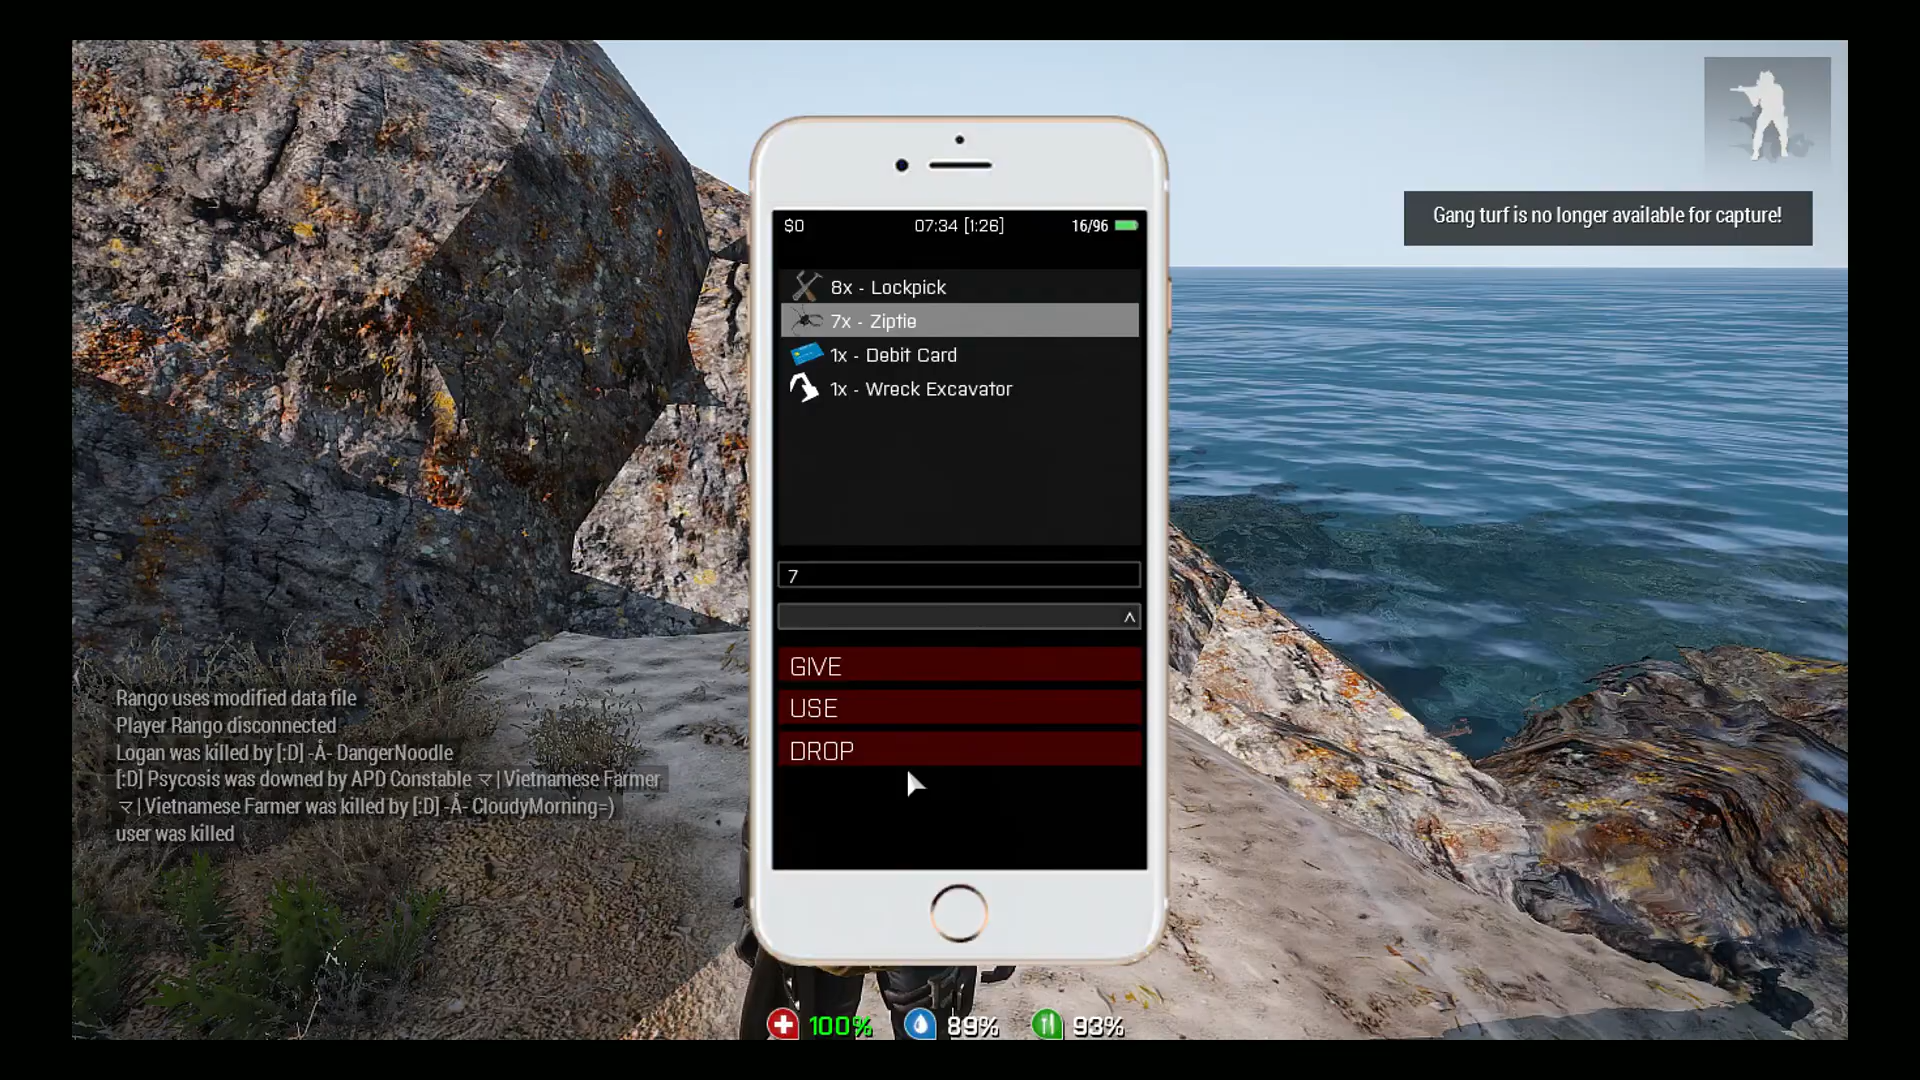 Gang turf is no longer available for capture!
$0 07:34 [1:26] 16/96
8x - Lockpick
7x - Ziptie
1x - Debit Card
1x - Wreck Excavator
7
GIVE
USE
DROP
Rango uses modified data file
Player Rango disconnected
Logan was killed by [:D] -Å- DangerNoodle
[:D] Psycosis was downed by APD Constable マ|Vietnamese Farmer
マ|Vietnamese Farmer was killed by [:D] -Å- CloudyMorning=)
user was killed
100% 89% 93%